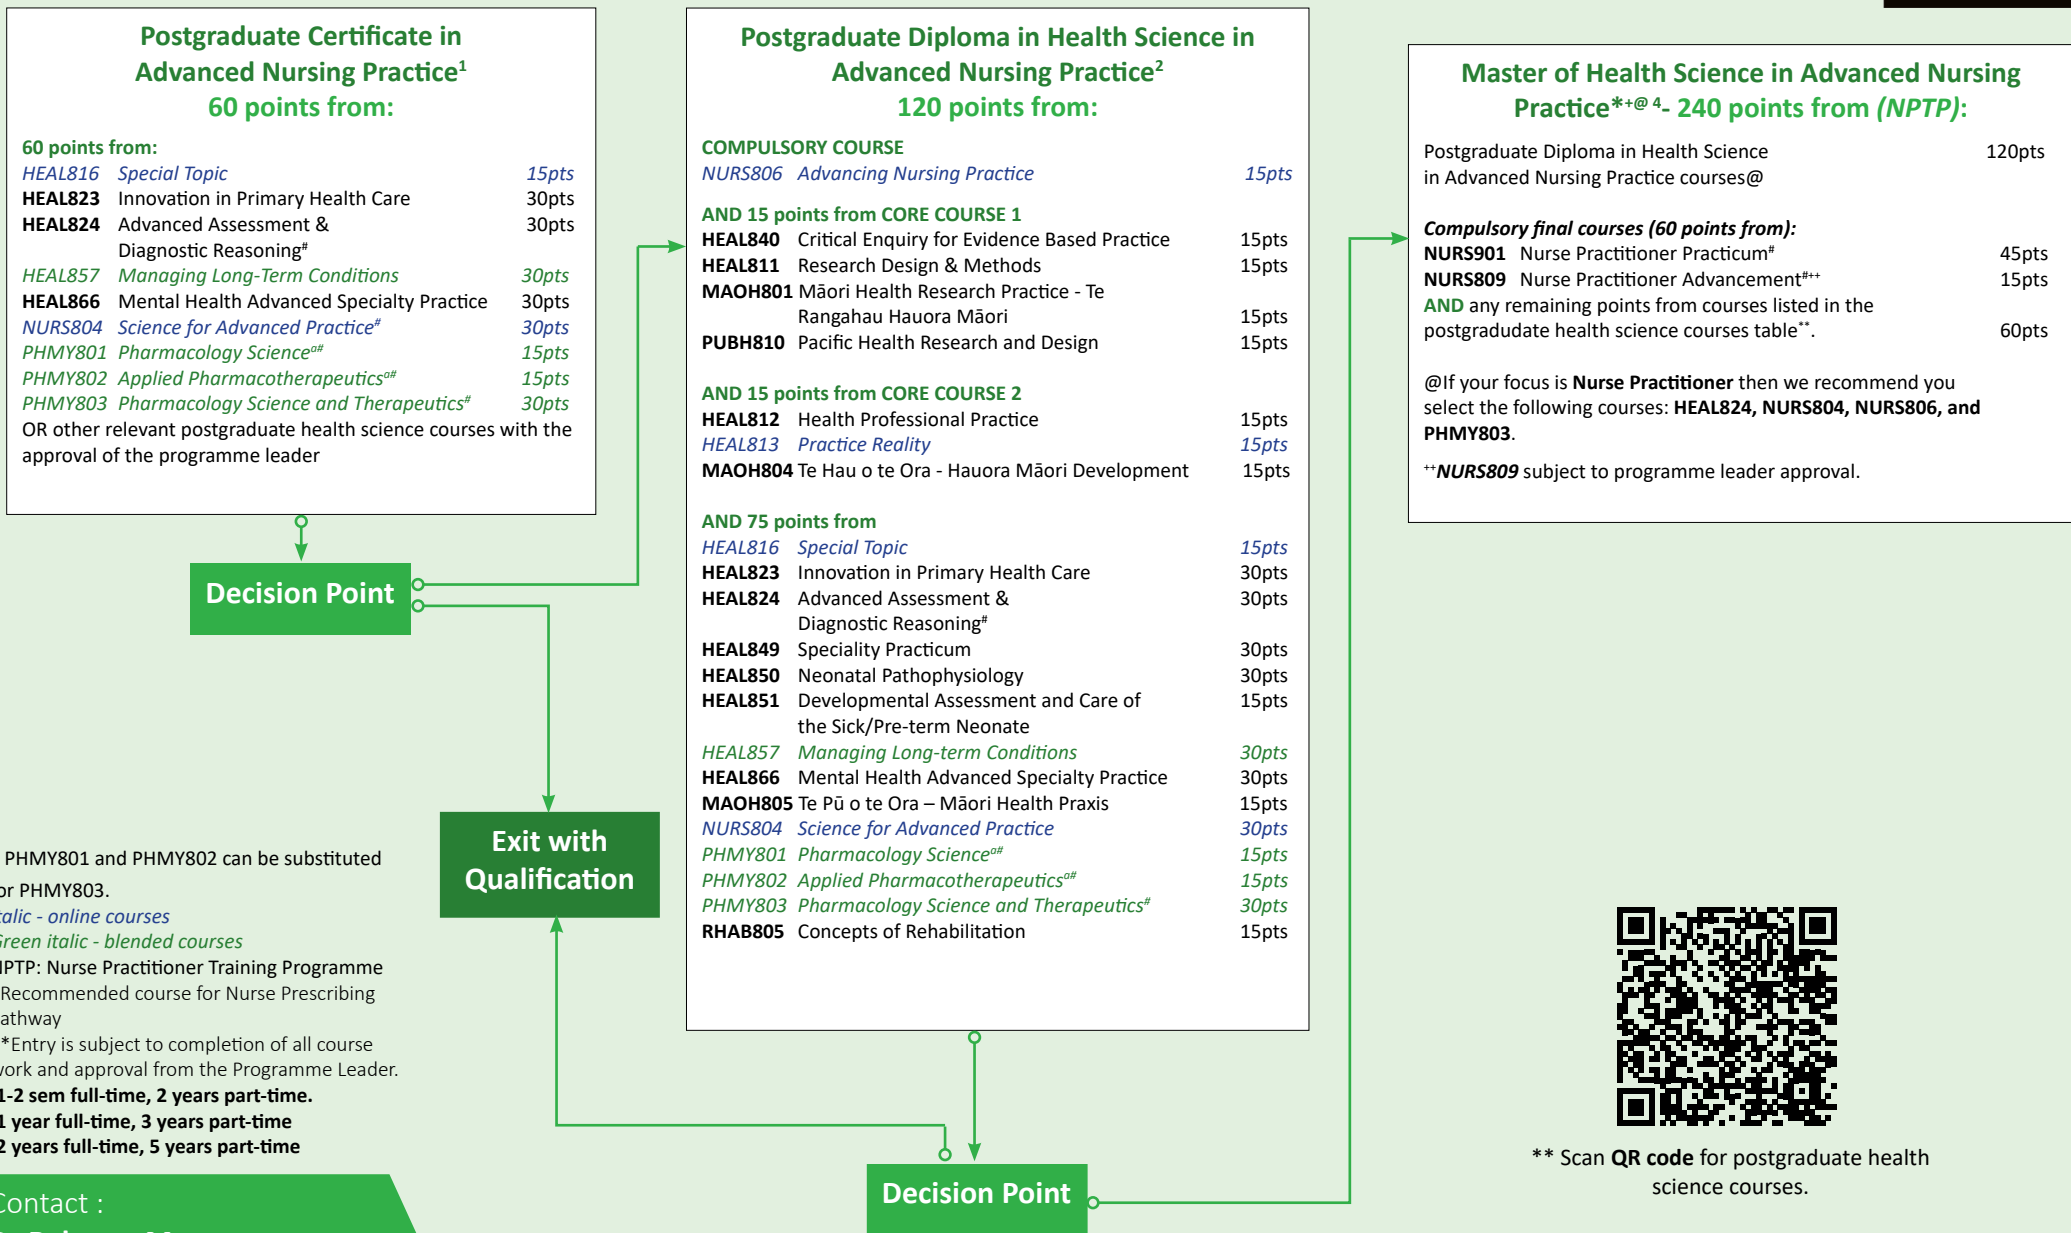 Postgraduate Certificate in
Advanced Nursing Practice¹
60 points from:
60 points from:
HEAL816 Special Topic 15pts
HEAL823 Innovation in Primary Health Care 30pts
HEAL824 Advanced Assessment & 30pts
Diagnostic Reasoning#
HEAL857 Managing Long-Term Conditions 30pts
HEAL866 Mental Health Advanced Specialty Practice 30pts
NURS804 Science for Advanced Practice# 30pts
PHMY801 Pharmacology Scienceª# 15pts
PHMY802 Applied Pharmacotherapeuticsª# 15pts
PHMY803 Pharmacology Science and Therapeutics# 30pts
OR other relevant postgraduate health science courses with the
approval of the programme leader
Decision Point
Postgraduate Diploma in Health Science in
Advanced Nursing Practice²
120 points from:
COMPULSORY COURSE
NURS806 Advancing Nursing Practice 15pts
AND 15 points from CORE COURSE 1
HEAL840 Critical Enquiry for Evidence Based Practice 15pts
HEAL811 Research Design & Methods 15pts
MAOH801 Māori Health Research Practice - Te
Rangahau Hauora Māori 15pts
PUBH810 Pacific Health Research and Design 15pts
AND 15 points from CORE COURSE 2
HEAL812 Health Professional Practice 15pts
HEAL813 Practice Reality 15pts
MAOH804 Te Hau o te Ora - Hauora Māori Development 15pts
AND 75 points from
HEAL816 Special Topic 15pts
HEAL823 Innovation in Primary Health Care 30pts
HEAL824 Advanced Assessment & 30pts
Diagnostic Reasoning#
HEAL849 Speciality Practicum 30pts
HEAL850 Neonatal Pathophysiology 30pts
HEAL851 Developmental Assessment and Care of 15pts
the Sick/Pre-term Neonate
HEAL857 Managing Long-term Conditions 30pts
HEAL866 Mental Health Advanced Specialty Practice 30pts
MAOH805 Te Pū o te Ora – Māori Health Praxis 15pts
NURS804 Science for Advanced Practice 30pts
PHMY801 Pharmacology Scienceª# 15pts
PHMY802 Applied Pharmacotherapeuticsª# 15pts
PHMY803 Pharmacology Science and Therapeutics# 30pts
RHAB805 Concepts of Rehabilitation 15pts
Decision Point
Exit with
Qualification
Master of Health Science in Advanced Nursing
Practice*+@ 4- 240 points from (NPTP):
Postgraduate Diploma in Health Science 120pts
in Advanced Nursing Practice courses@
Compulsory final courses (60 points from):
NURS901 Nurse Practitioner Practicum# 45pts
NURS809 Nurse Practitioner Advancement#++ 15pts
AND any remaining points from courses listed in the
postgradudate health science courses table**. 60pts
@If your focus is Nurse Practitioner then we recommend you
select the following courses: HEAL824, NURS804, NURS806, and
PHMY803.
++NURS809 subject to programme leader approval.
** Scan QR code for postgraduate health
science courses.
PHMY801 and PHMY802 can be substituted
or PHMY803.
talic - online courses
Green italic - blended courses
NPTP: Nurse Practitioner Training Programme
Recommended course for Nurse Prescribing
athway
*Entry is subject to completion of all course
work and approval from the Programme Leader.
1-2 sem full-time, 2 years part-time.
1 year full-time, 3 years part-time
2 years full-time, 5 years part-time
Contact :